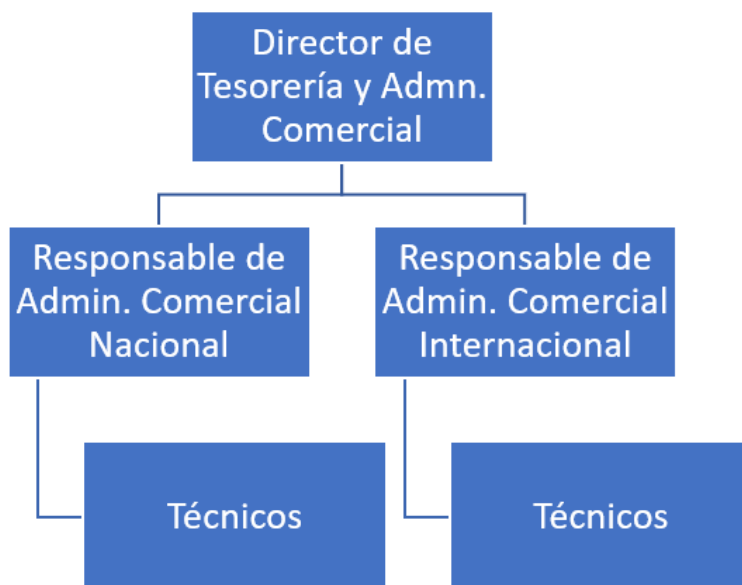 Director de
Tesorería y Admn.
Comercial
Responsable de
Admin. Comercial
Nacional
Responsable de
Admin. Comercial
Internacional
Técnicos
Técnicos